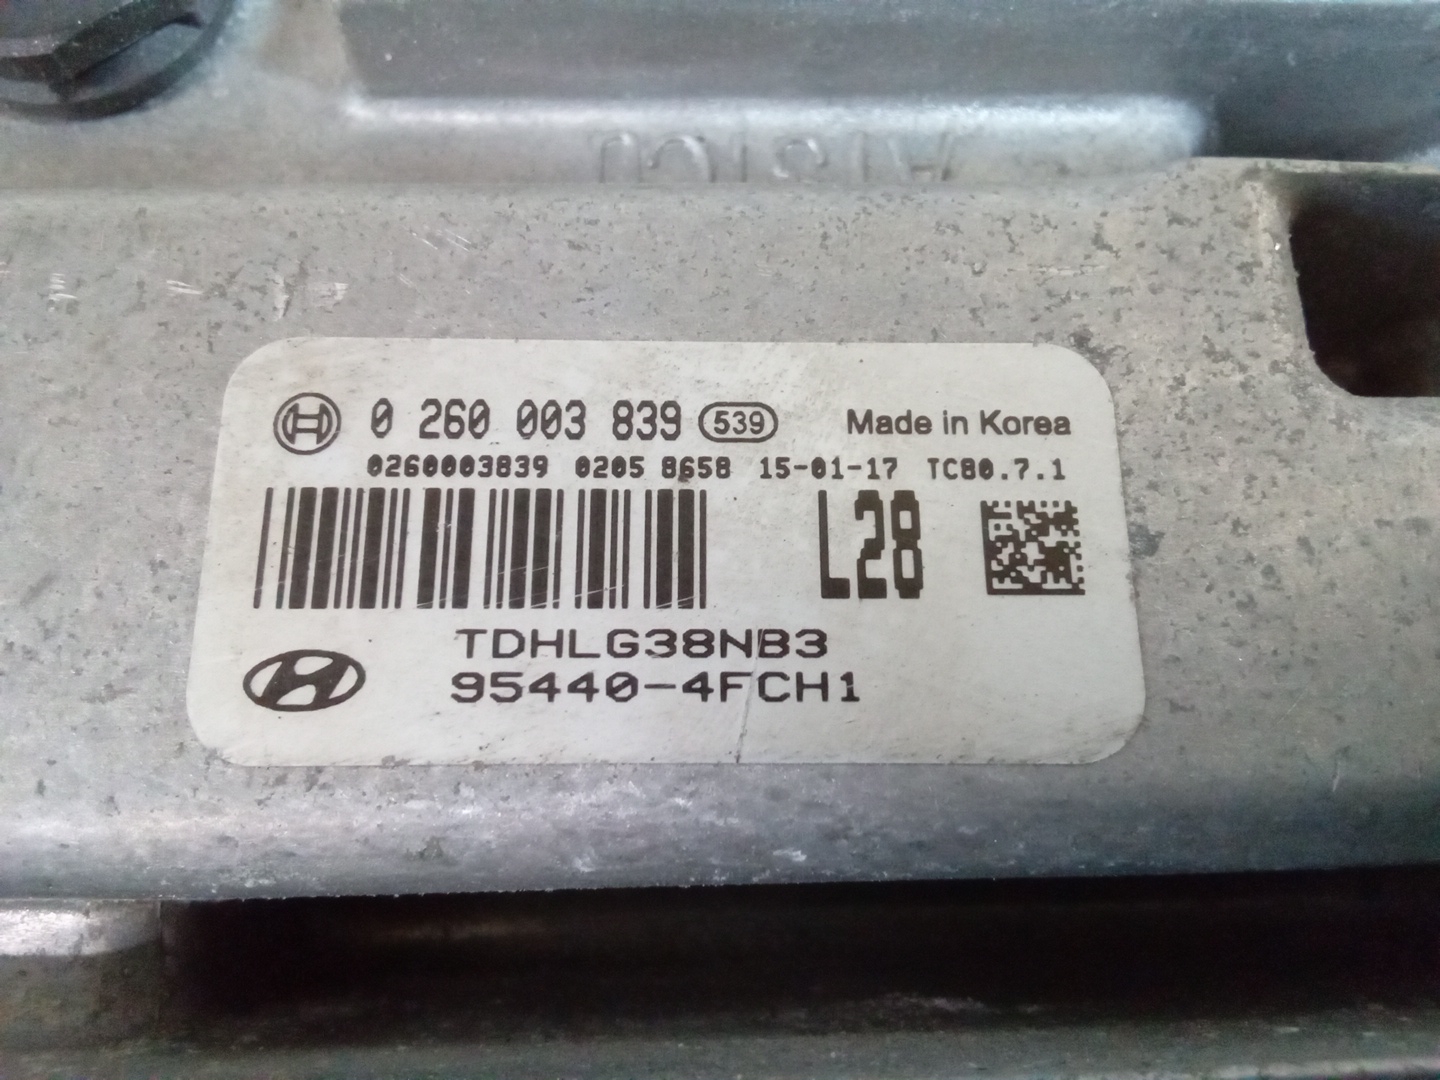 0 260 003 839 539 Made in Korea
0260003839 0205 8658 15-01-17 TC80.7.1
L28
TDHLG38NB3
95440-4FCH1